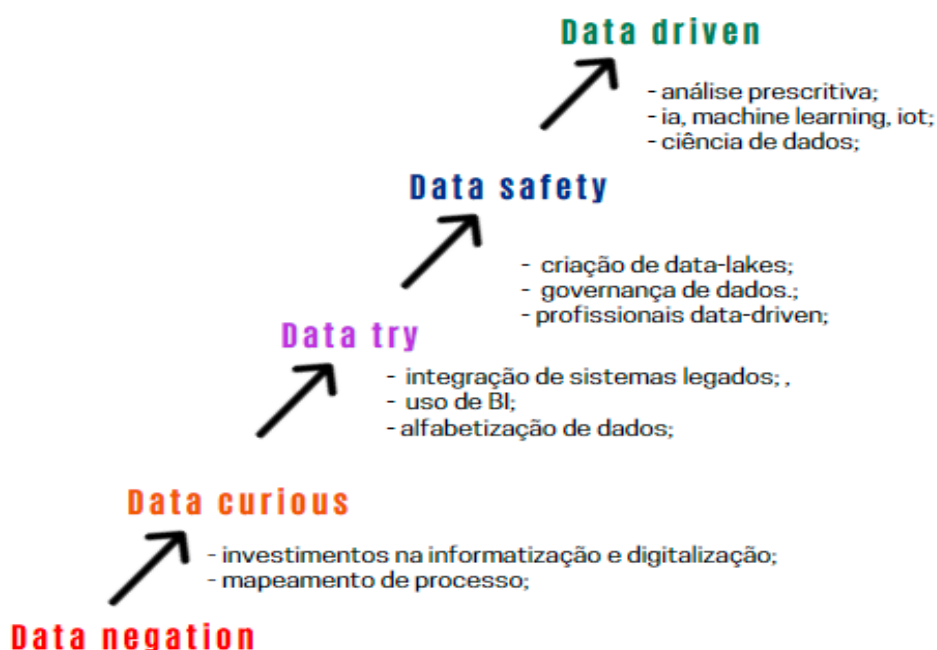 Data driven
- análise prescritiva;
- ia, machine learning, iot;
- ciência de dados;
Data safety
- criação de data-lakes;
- governança de dados.;
- profissionais data-driven;
Data try
- integração de sistemas legados; ,
- uso de BI;
- alfabetização de dados;
Data curious
- investimentos na informatização e digitalização;
- mapeamento de processo;
Data negation